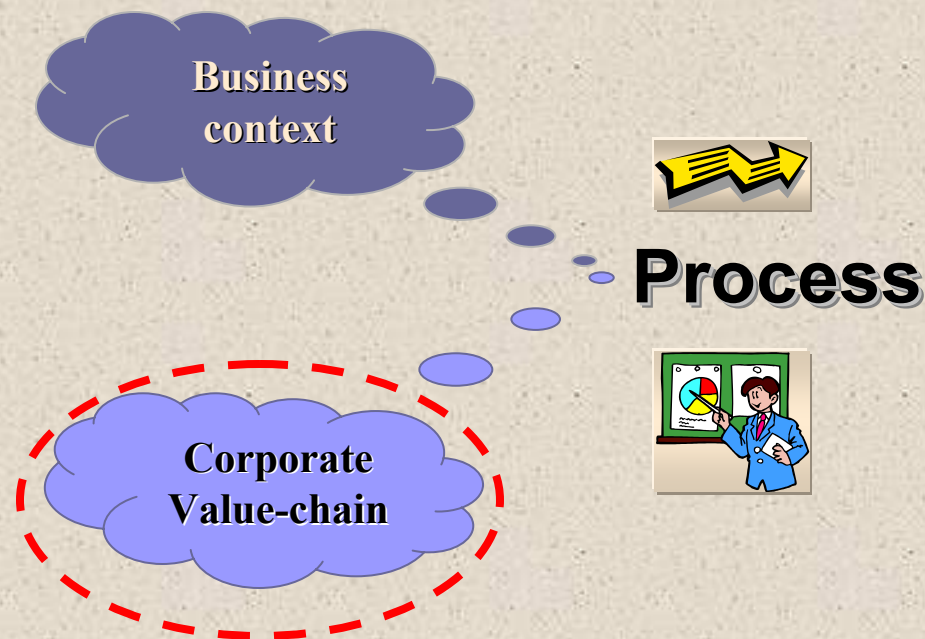 Business
context
Process
Corporate
Value-chain